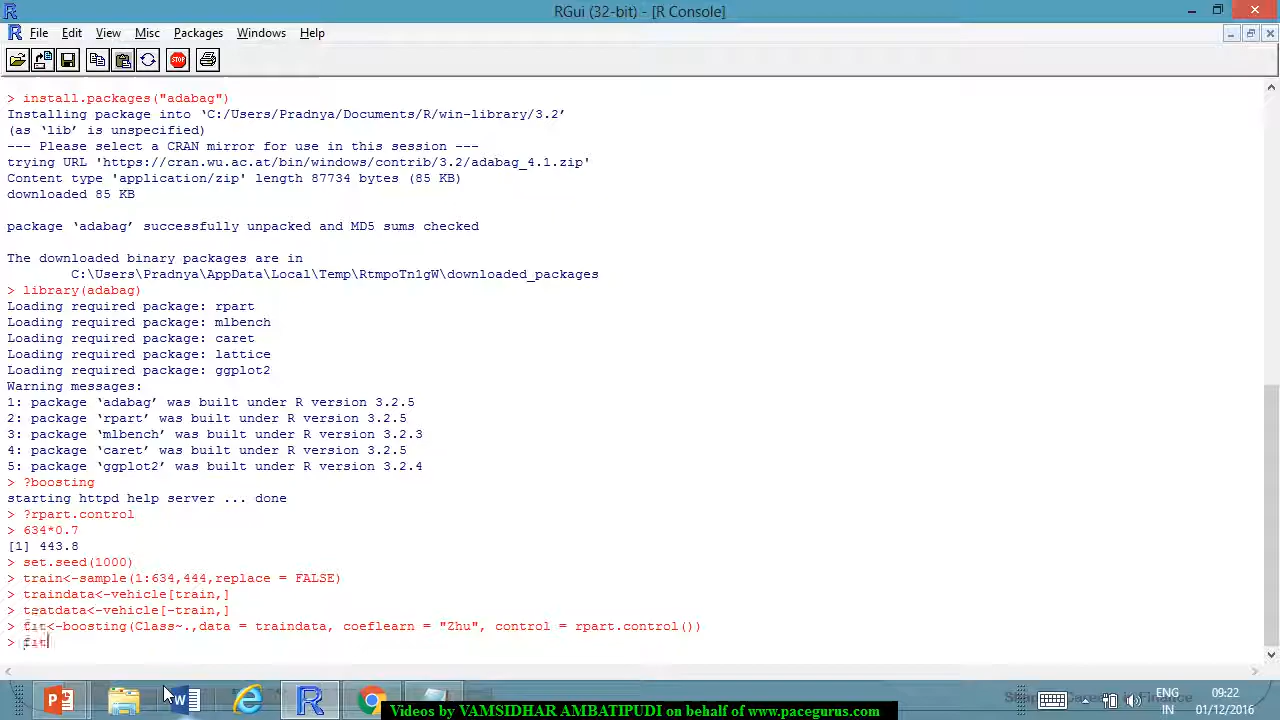 RGui (32-bit) - [R Console]
File Edit View Misc Packages Windows Help
> install.packages("adabag")
Installing package into ‘C:/Users/Pradnya/Documents/R/win-library/3.2’
(as ‘lib’ is unspecified)
--- Please select a CRAN mirror for use in this session ---
trying URL 'https://cran.wu.ac.at/bin/windows/contrib/3.2/adabag_4.1.zip'
Content type 'application/zip' length 87734 bytes (85 KB)
downloaded 85 KB
package ‘adabag’ successfully unpacked and MD5 sums checked
The downloaded binary packages are in
C:\Users\Pradnya\AppData\Local\Temp\RtmpoTn1gW\downloaded_packages
> library(adabag)
Loading required package: rpart
Loading required package: mlbench
Loading required package: caret
Loading required package: lattice
Loading required package: ggplot2
Warning messages:
1: package ‘adabag’ was built under R version 3.2.5
2: package ‘rpart’ was built under R version 3.2.5
3: package ‘mlbench’ was built under R version 3.2.3
4: package ‘caret’ was built under R version 3.2.5
5: package ‘ggplot2’ was built under R version 3.2.4
> ?boosting
starting httpd help server ... done
> ?rpart.control
> 634*0.7
[1] 443.8
> set.seed(1000)
> train<-sample(1:634,444,replace = FALSE)
> traindata<-vehicle[train,]
> teatdata<-vehicle[-train,]
> fit<-boosting(Class~.,data = traindata, coeflearn = "Zhu", control = rpart.control())
> fit
ENG 09:22
IN 01/12/2016
Videos by VAMSIDHAR AMBATIPUDI on behalf of www.pacegurus.com